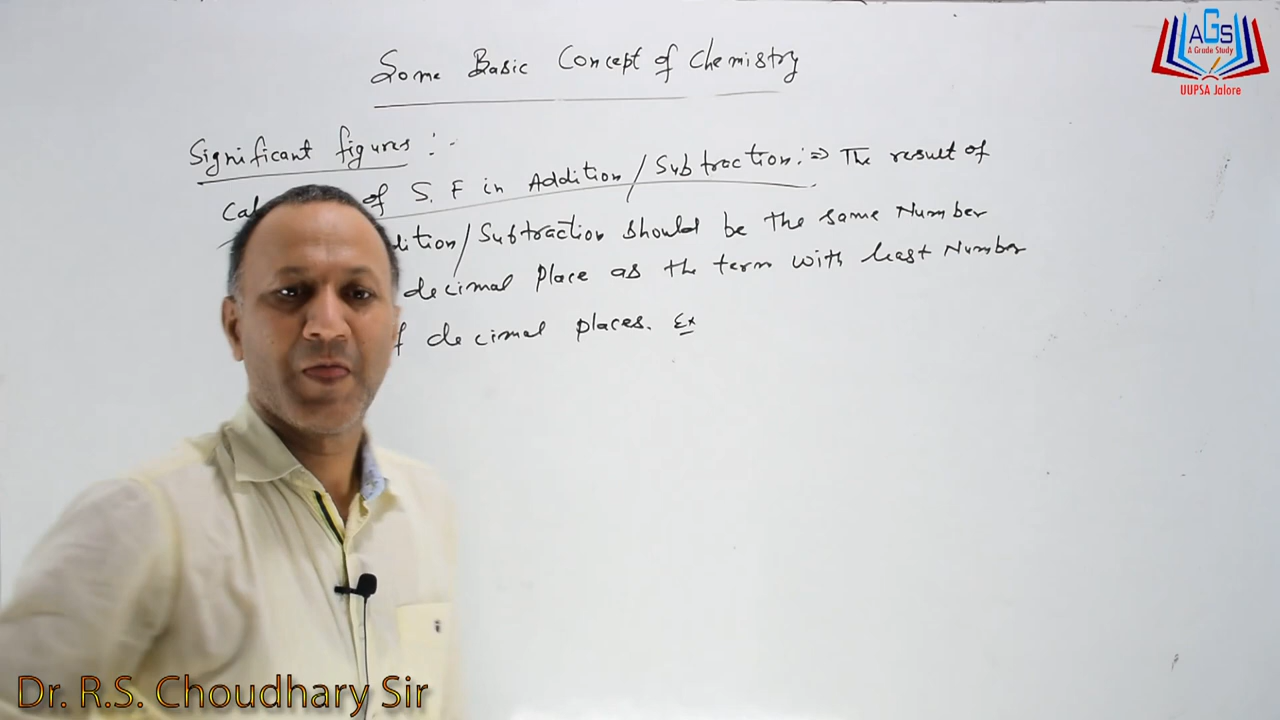 Some Basic Concept of Chemistry
AGS
A Grade Study
UUPSA Jalore
Significant figures :-
of S.F in Addition/Subtraction:⇒ The result of
Subtraction should be the same Number
decimal place as the term with least Number
decimal places. Ex
Dr. R.S. Choudhary Sir